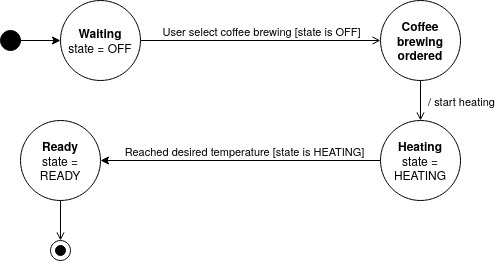 Waiting
state = OFF
User select coffee brewing [state is OFF]
Coffee
brewing
ordered
/ start heating
Ready
state =
READY
Reached desired temperature [state is HEATING]
Heating
state =
HEATING